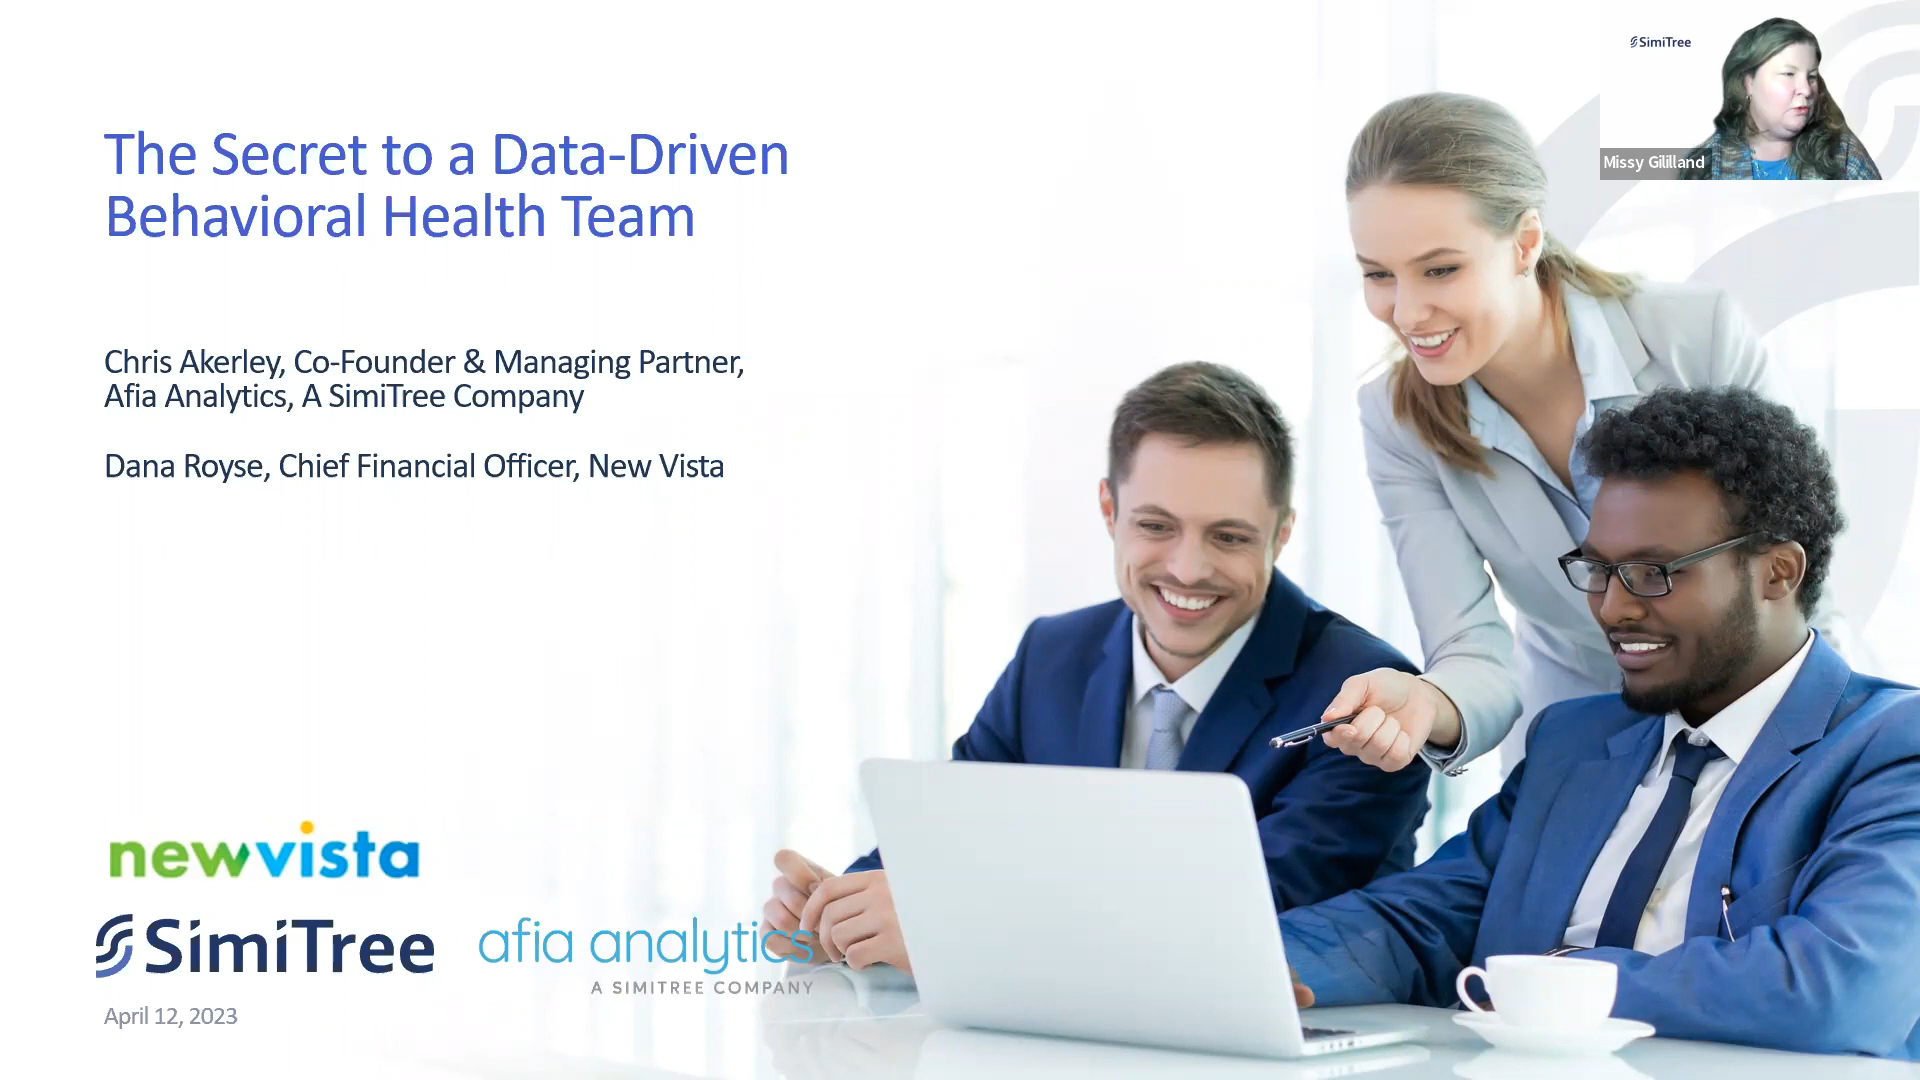 SimiTree
Missy Gililland
The Secret to a Data-Driven
Behavioral Health Team
Chris Akerley, Co-Founder & Managing Partner,
Afia Analytics, A SimiTree Company
Dana Royse, Chief Financial Officer, New Vista
newvista
SimiTree
afia analytics
A SIMITREE COMPANY
April 12, 2023